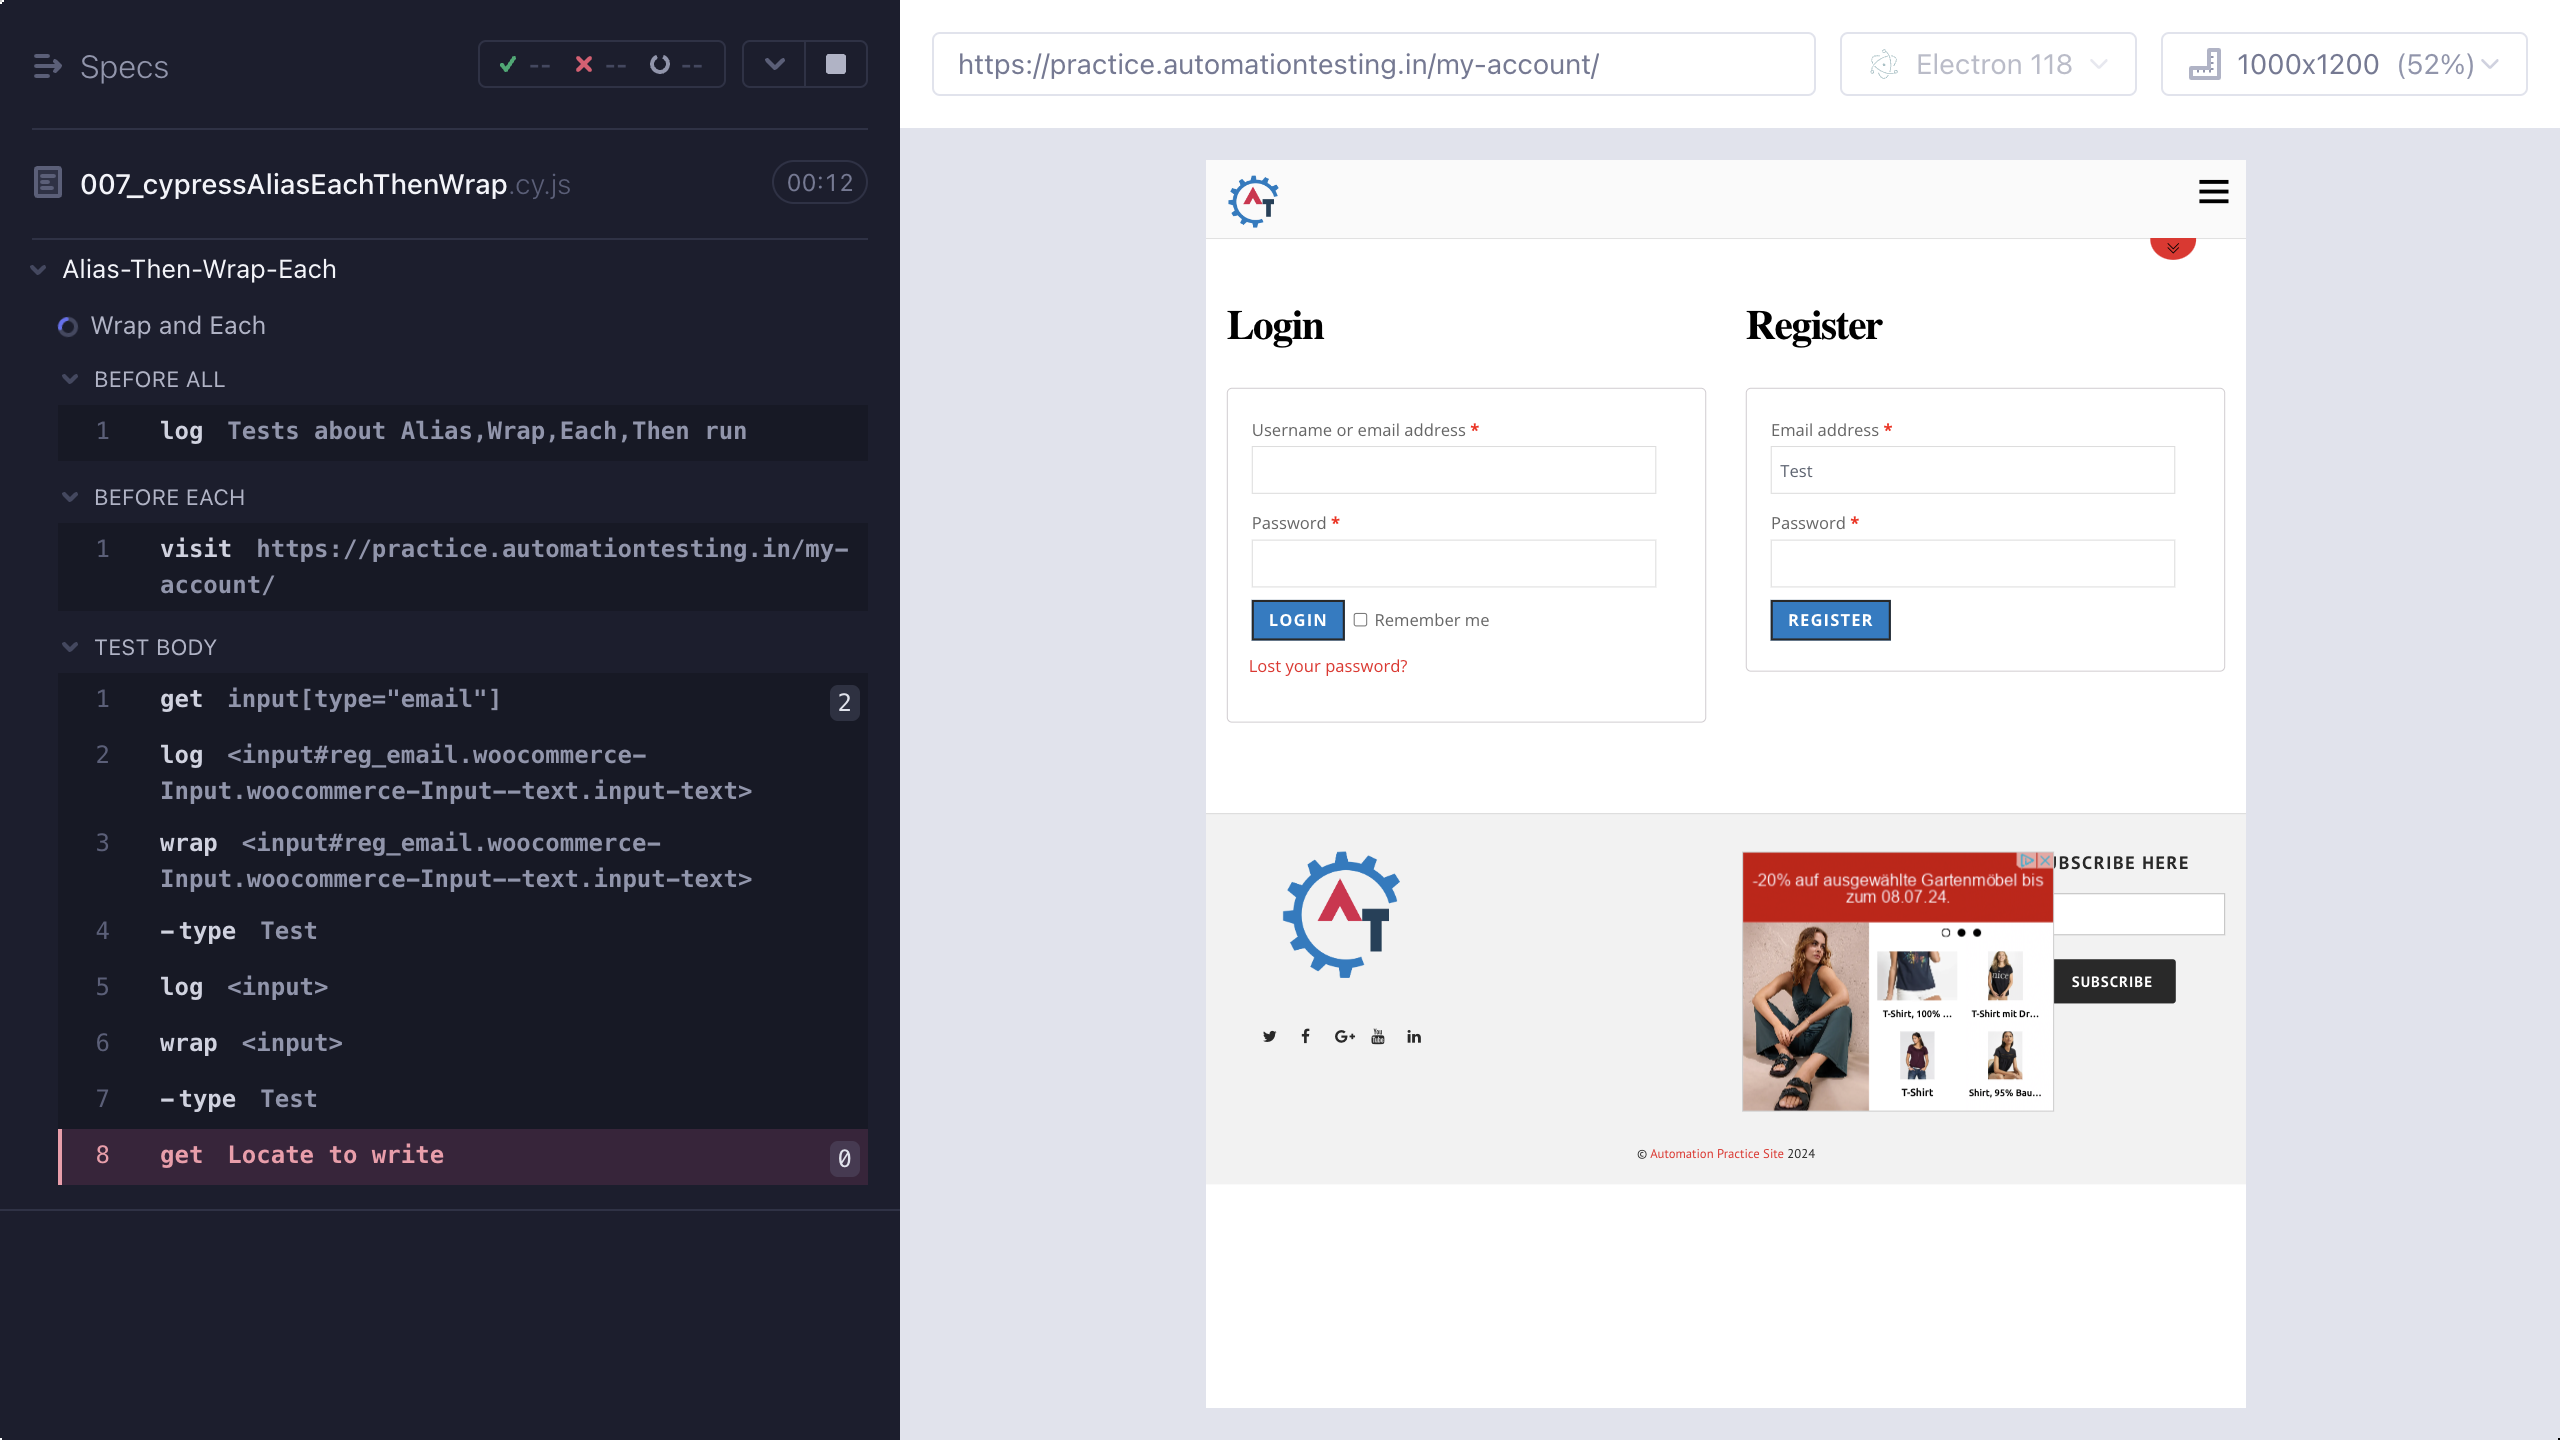 Specs
-- -- --
007_cypressAliasEachThenWrap.cy.js 00:12
Alias-Then-Wrap-Each
Wrap and Each
BEFORE ALL
1 log Tests about Alias,Wrap,Each,Then run
BEFORE EACH
1 visit https://practice.automationtesting.in/my-
account/
TEST BODY
1 get input[type="email"] 2
2 log <input#reg_email.woocommerce-
Input.woocommerce-Input--text.input-text>
3 wrap <input#reg_email.woocommerce-
Input.woocommerce-Input--text.input-text>
4 -type Test
5 log <input>
6 wrap <input>
7 -type Test
8 get Locate to write 0
https://practice.automationtesting.in/my-account/
Electron 118
1000x1200 (52%)
AT
Login
Username or email address *
Password *
LOGIN Remember me
Lost your password?
Register
Email address *
Test
Password *
REGISTER
AT
You
Tube
G+ in
-20% auf ausgewählte Gartenmöbel bis
zum 08.07.24.
nice
T-Shirt, 100% ... T-Shirt mit Dr...
T-Shirt Shirt, 95% Bau...
UBSCRIBE HERE
SUBSCRIBE
© Automation Practice Site 2024